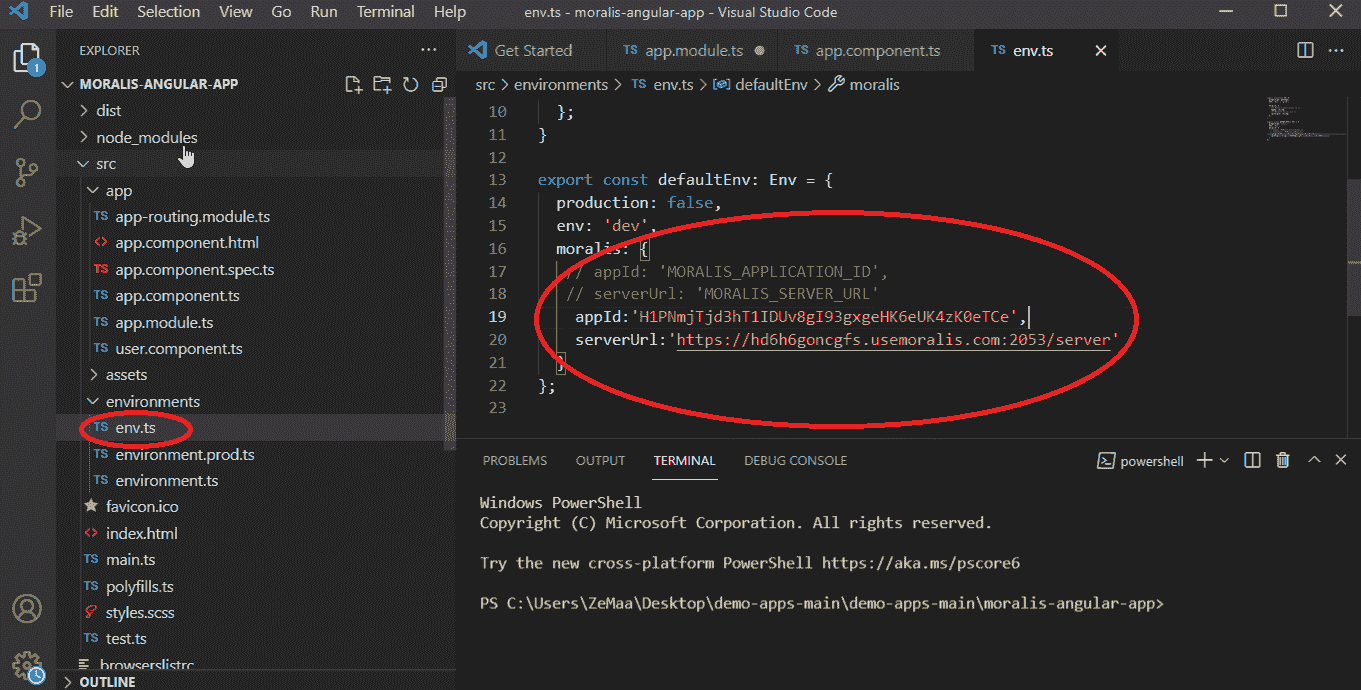 File Edit Selection View Go Run Terminal Help env.ts - moralis-angular-app - Visual Studio Code
EXPLORER
1
MORALIS-ANGULAR-APP
dist
node_modules
src
app
TS app-routing.module.ts
<> app.component.html
TS app.component.spec.ts
TS app.component.ts
TS app.module.ts
TS user.component.ts
assets
environments
TS env.ts
TS environment.prod.ts
TS environment.ts
favicon.ico
<> index.html
TS main.ts
TS polyfills.ts
styles.scss
TS test.ts
browserslistrc
OUTLINE
Get Started TS app.module.ts TS app.component.ts TS env.ts
src > environments > TS env.ts > defaultEnv > moralis
10 };
11 }
12
13 export const defaultEnv: Env = {
14 production: false,
15 env: 'dev',
16 moralis: {
17 // appId: 'MORALIS_APPLICATION_ID',
18 // serverUrl: 'MORALIS_SERVER_URL'
19 appId:'H1PNmjTjd3hT1IDUv8gI93gxgeHK6eUK4zK0eTCe',
20 serverUrl:'https://hd6h6goncgfs.usemoralis.com:2053/server'
21 }
22 };
23
PROBLEMS OUTPUT TERMINAL DEBUG CONSOLE powershell
Windows PowerShell
Copyright (C) Microsoft Corporation. All rights reserved.
Try the new cross-platform PowerShell https://aka.ms/pscore6
PS C:\Users\ZeMaa\Desktop\demo-apps-main\demo-apps-main\moralis-angular-app>